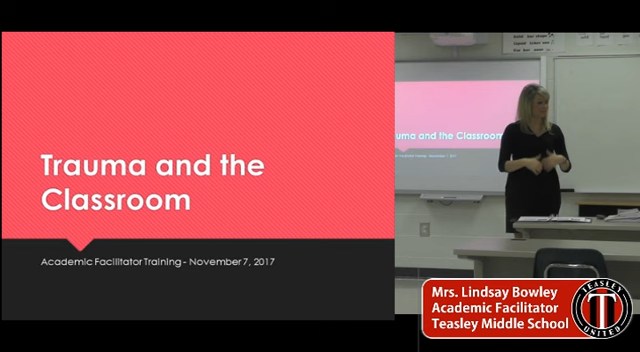 Trauma and the
Classroom
Academic Facilitator Training - November 7, 2017
uma and the Classroom
Mrs. Lindsay Bowley
Academic Facilitator
Teasley Middle School
TEASLEY
T
UNITED